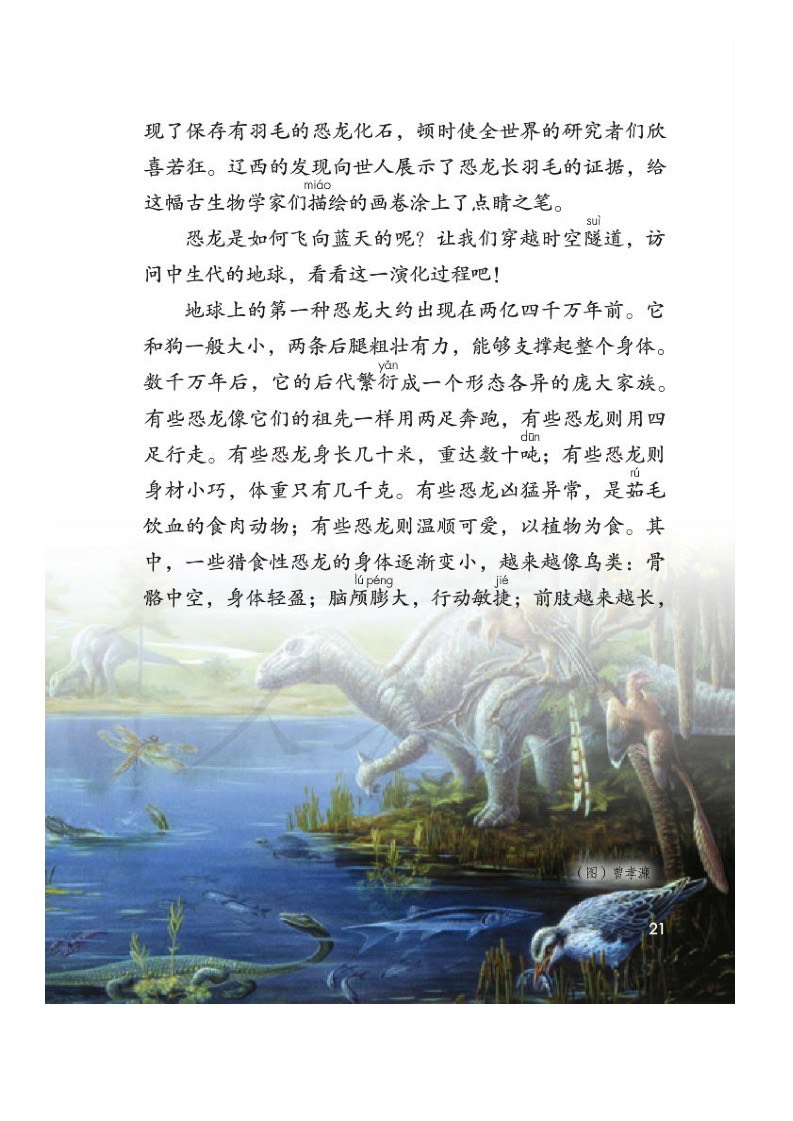 现了保存有羽毛的恐龙化石，顿时使全世界的研究者们欣
喜若狂。辽西的发现向世人展示了恐龙长羽毛的证据，给
miáo
这幅古生物学家们描绘的画卷涂上了点睛之笔。
suì
恐龙是如何飞向蓝天的呢？让我们穿越时空隧道，访
问中生代的地球，看看这一演化过程吧！
地球上的第一种恐龙大约出现在两亿四千万年前。它
和狗一般大小，两条后腿粗壮有力，能够支撑起整个身体。
yǎn
数千万年后，它的后代繁衍成一个形态各异的庞大家族。
有些恐龙像它们的祖先一样用两足奔跑，有些恐龙则用四
dūn
足行走。有些恐龙身长几十米，重达数十吨；有些恐龙则
rú
身材小巧，体重只有几千克。有些恐龙凶猛异常，是茹毛
饮血的食肉动物；有些恐龙则温顺可爱，以植物为食。其
中，一些猎食性恐龙的身体逐渐变小，越来越像鸟类：骨
lú péng jié
骼中空，身体轻盈；脑颅膨大，行动敏捷；前肢越来越长，
（图）曾孝濂
21